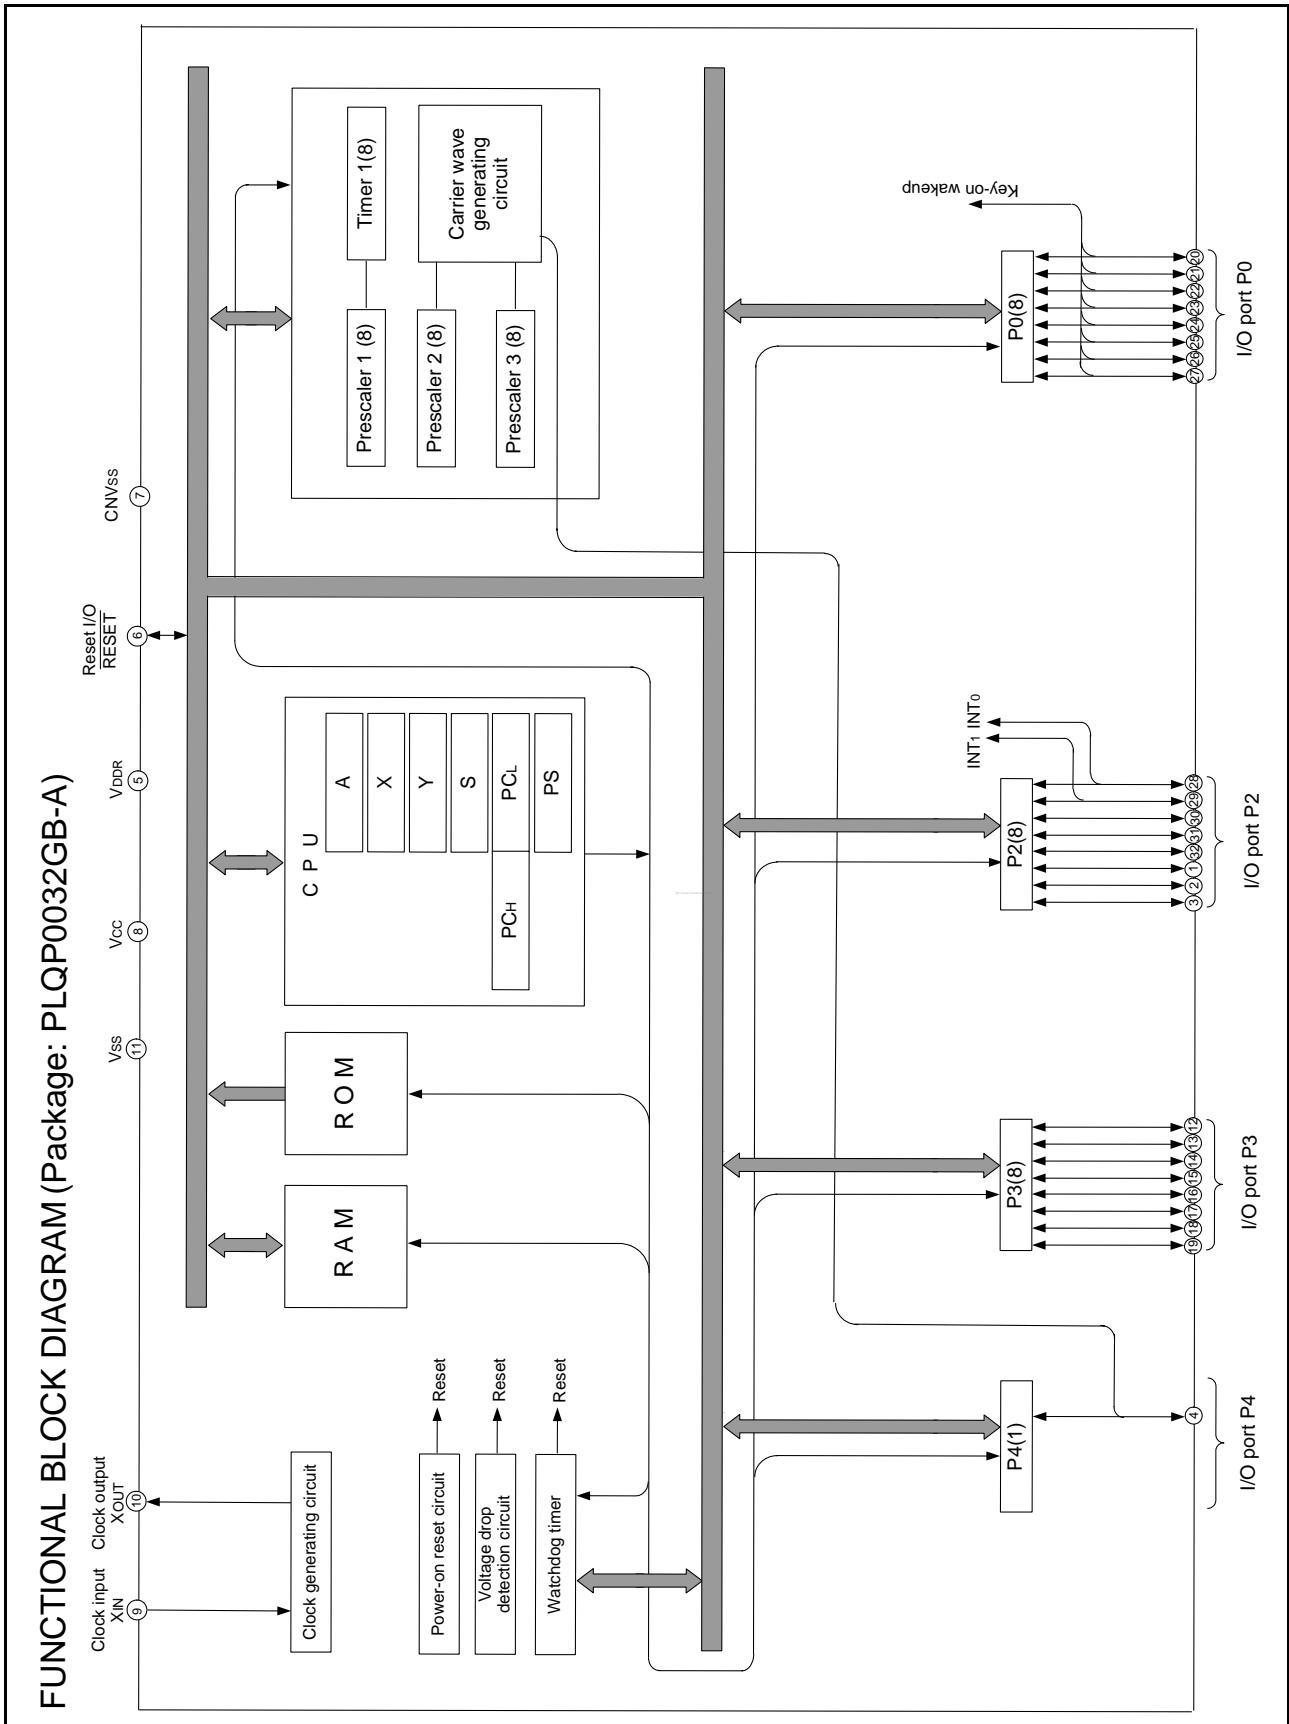 FUNCTIONAL BLOCK DIAGRAM (Package: PLQP0032GB-A)
Clock input
XIN
9
Clock output
XOUT
10
VSS
11
VCC
8
VDDR
5
Reset I/O
RESET
6
CNVSS
7
Clock generating circuit
Power-on reset circuit
Reset
Voltage drop
detection circuit
Reset
Watchdog timer
Reset
RAM
ROM
CPU
A
X
Y
S
PCH
PCL
PS
Prescaler 1 (8)
Timer 1(8)
Prescaler 2 (8)
Prescaler 3 (8)
Carrier wave
generating
circuit
P4(1)
4
I/O port P4
P3(8)
19 18 17 16 15 14 13 12
I/O port P3
P2(8)
INT1 INT0
3 2 1 32 31 30 29 28
I/O port P2
P0(8)
Key-on wakeup
27 26 25 24 23 22 21 20
I/O port P0